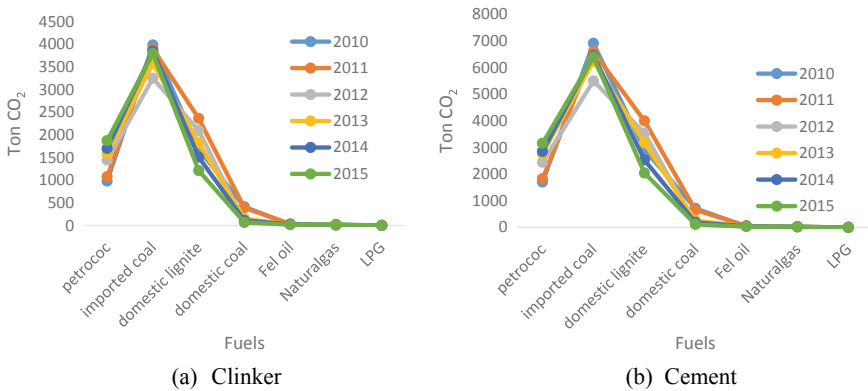 4500
4000
3500
3000
2500
2000
1500
1000
500
0
Ton CO₂
petrococ
imported coal
domestic lignite
domestic coal
Fel oil
Naturalgas
LPG
Fuels
2010
2011
2012
2013
2014
2015
(a) Clinker
8000
7000
6000
5000
4000
3000
2000
1000
0
Ton CO₂
petrococ
imported coal
domestic lignite
domestic coal
Fel oil
Naturalgas
LPG
Fuels
2010
2011
2012
2013
2014
2015
(b) Cement